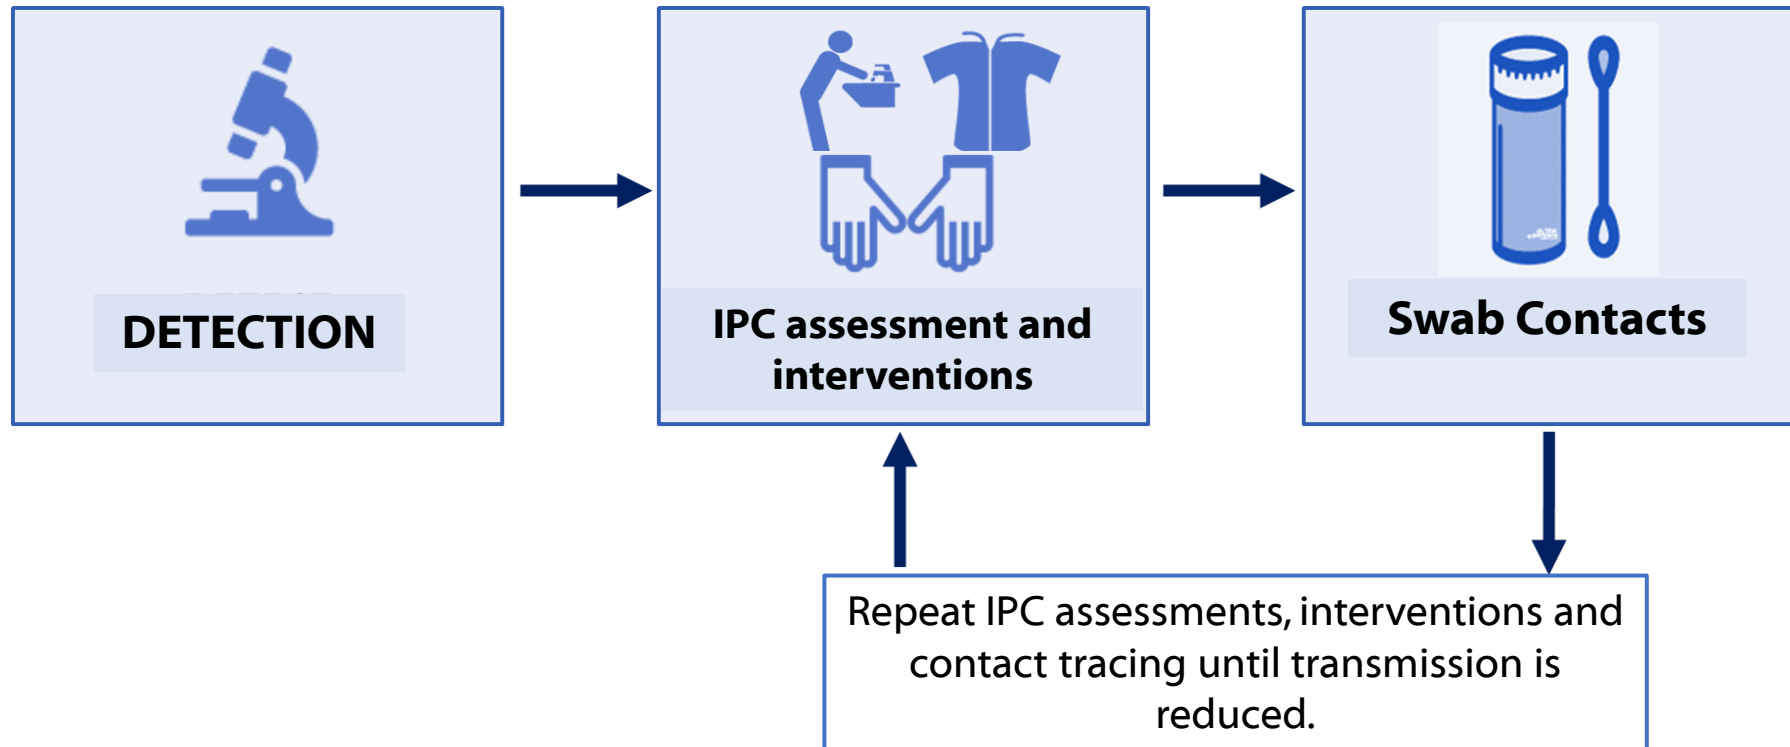 DETECTION
IPC assessment and
interventions
Swab Contacts
Repeat IPC assessments, interventions and
contact tracing until transmission is
reduced.